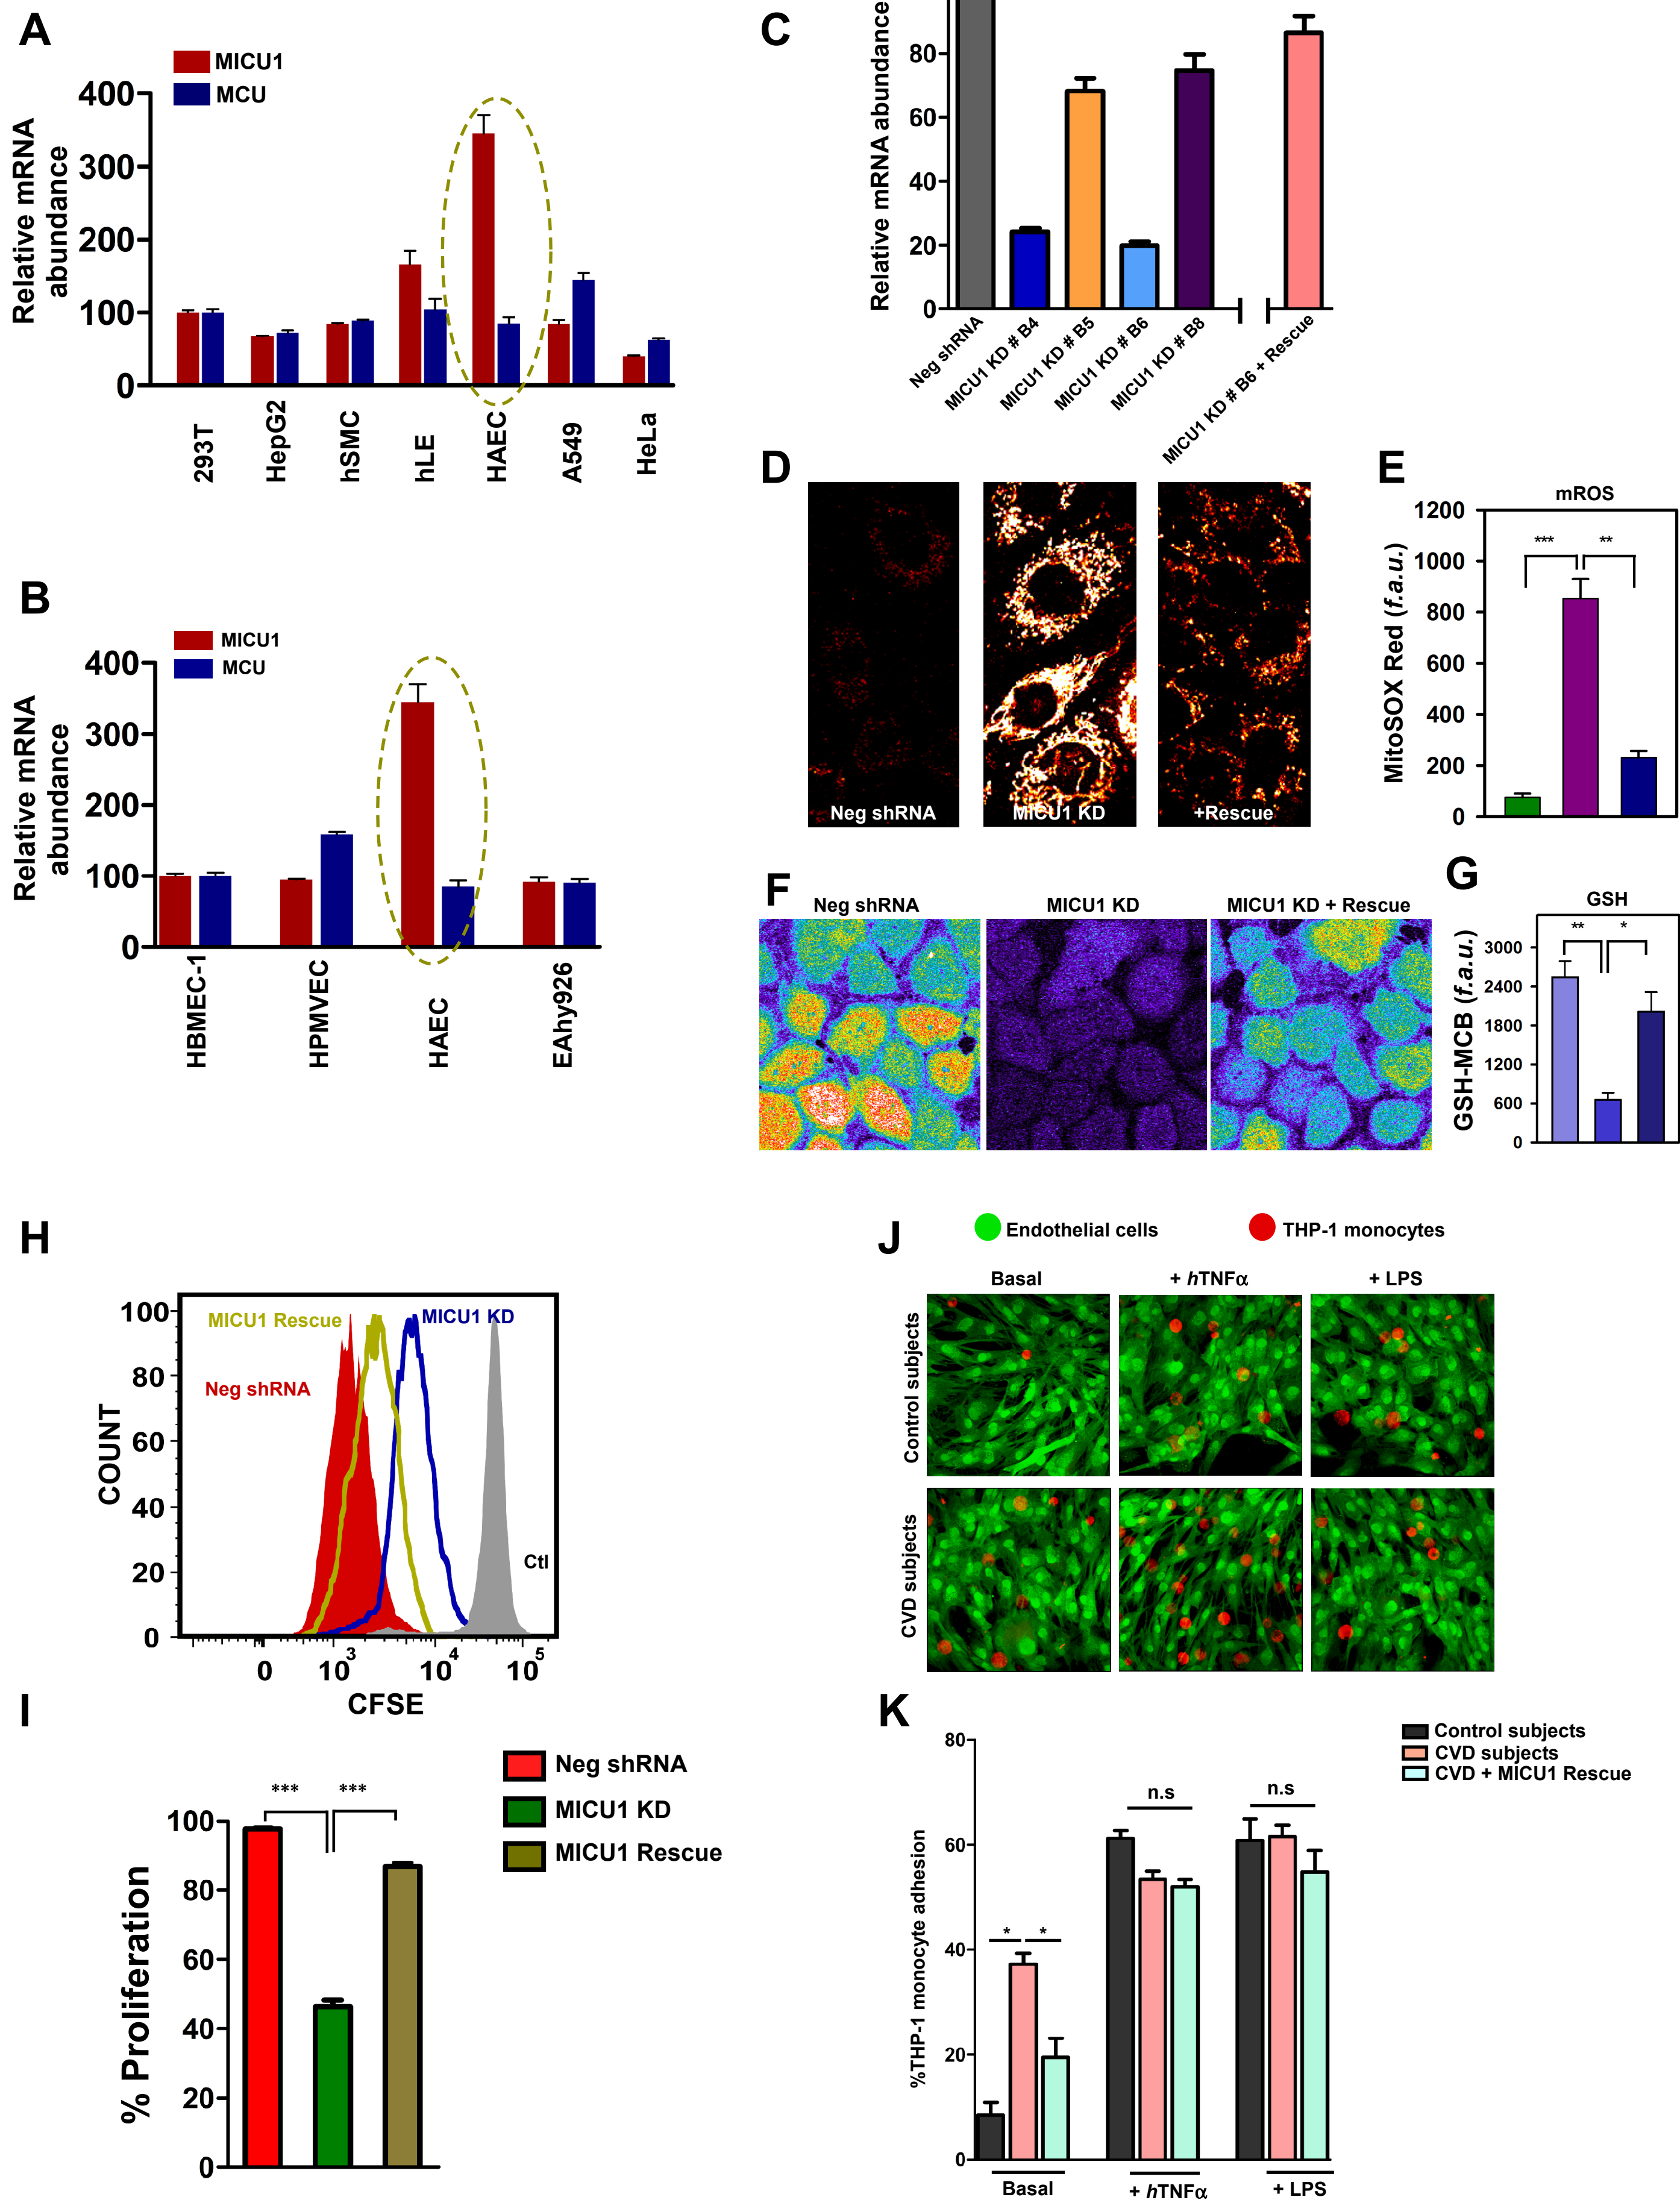 A
MICU1
MCU
Relative mRNA
abundance
400
300
200
100
0
293T
HepG2
hSMC
hLE
HAEC
A549
HeLa
B
MICU1
MCU
Relative mRNA
abundance
400
300
200
100
0
HBMEC-1
HPMVEC
HAEC
EAhy926
C
Relative mRNA abundance
80
60
40
20
0
Neg shRNA
MICU1 KD # B4
MICU1 KD # B5
MICU1 KD # B6
MICU1 KD # B8
MICU1 KD # B6 + Rescue
D
Neg shRNA
MICU1 KD
+Rescue
E
mROS
MitoSOX Red (f.a.u.)
1200
1000
800
600
400
200
0
*** **
F
Neg shRNA
MICU1 KD
MICU1 KD + Rescue
G
GSH
GSH-MCB (f.a.u.)
3000
2400
1800
1200
600
0
** *
H
COUNT
100
80
60
40
20
0
MICU1 Rescue
MICU1 KD
Neg shRNA
Ctl
0 10³ 10⁴ 10⁵
CFSE
I
% Proliferation
100
80
60
40
20
0
*** ***
Neg shRNA
MICU1 KD
MICU1 Rescue
J
Endothelial cells
THP-1 monocytes
Basal
+ hTNFα
+ LPS
Control subjects
CVD subjects
K
%THP-1 monocyte adhesion
80
60
40
20
0
* *
n.s
n.s
Control subjects
CVD subjects
CVD + MICU1 Rescue
Basal
+ hTNFα
+ LPS